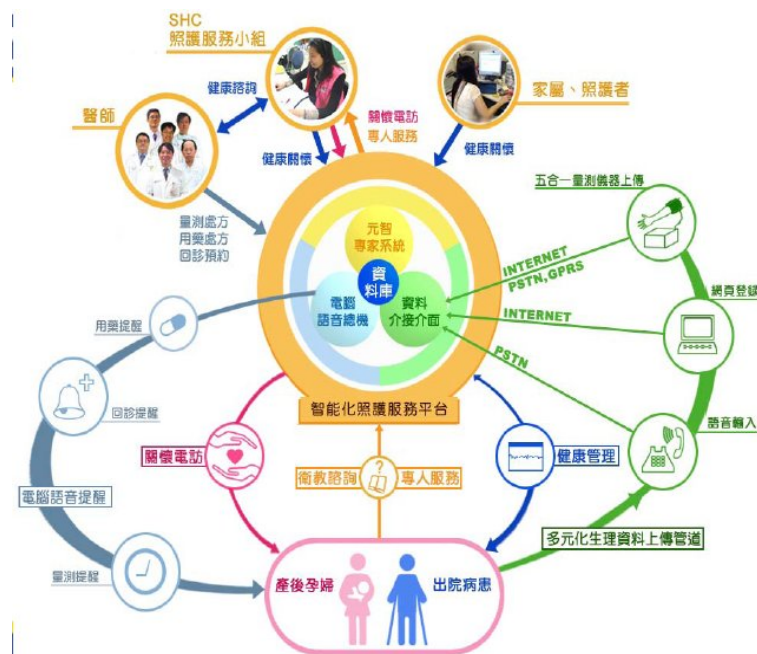 SHC
照護服務小組
健康諮詢
醫師
家屬、照護者
關懷電訪
專人服務
健康關懷
健康關懷
五合一量測儀器上傳
量測處方
用藥處方
回診預約
元智
專家系統
資料庫
電腦
語音總機
資料
介接介面
INTERNET
PSTN,GPRS
網頁登錄
INTERNET
用藥提醒
PSTN
智能化照護服務平台
回診提醒
語音輸入
關懷電訪
衛教諮詢
?
專人服務
健康管理
電腦語音提醒
多元化生理資料上傳管道
量測提醒
產後孕婦
出院病患